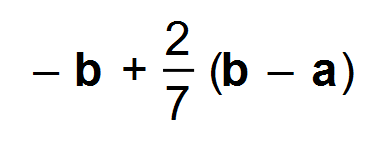 – b + 2/7 (b – a)